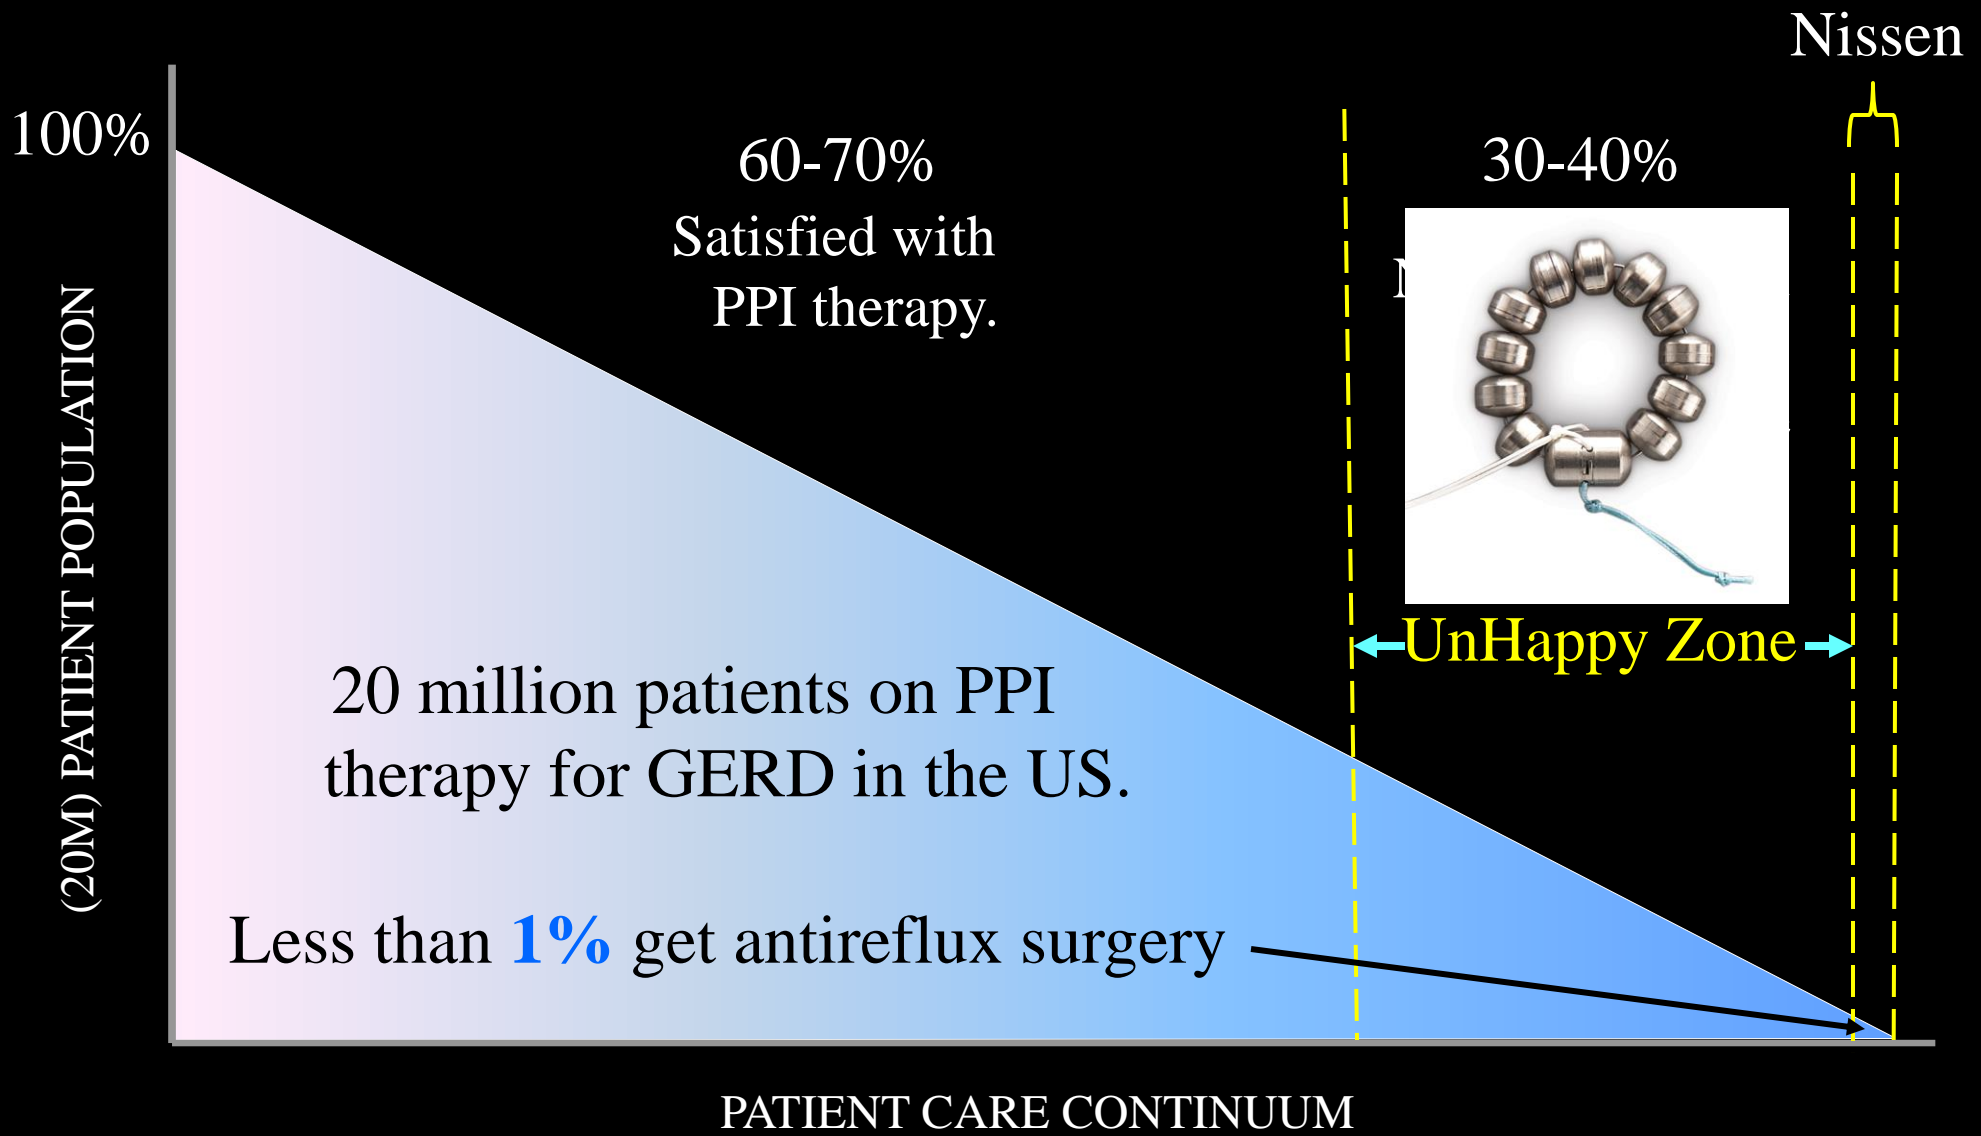 Nissen
100%
60-70%
Satisfied with
PPI therapy.
30-40%
UnHappy Zone
20 million patients on PPI
therapy for GERD in the US.
Less than 1% get antireflux surgery
(20M) PATIENT POPULATION
PATIENT CARE CONTINUUM